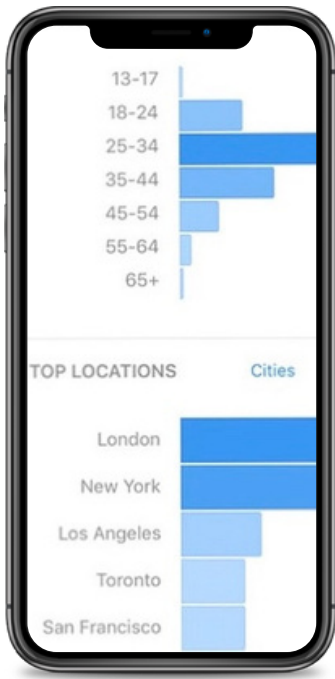 13-17
18-24
25-34
35-44
45-54
55-64
65+
TOP LOCATIONS Cities
London
New York
Los Angeles
Toronto
San Francisco